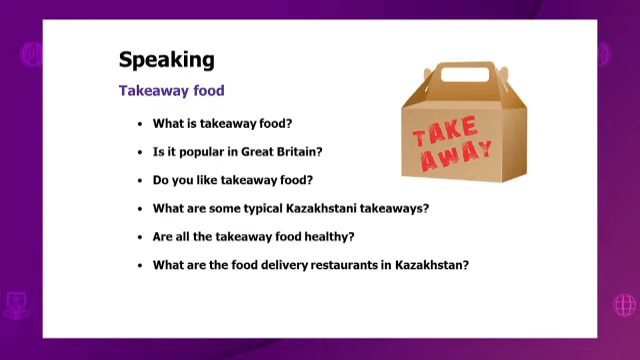 Speaking
Takeaway food
• What is takeaway food?
• Is it popular in Great Britain?
• Do you like takeaway food?
• What are some typical Kazakhstani takeaways?
• Are all the takeaway food healthy?
• What are the food delivery restaurants in Kazakhstan?
TAKE
AWAY